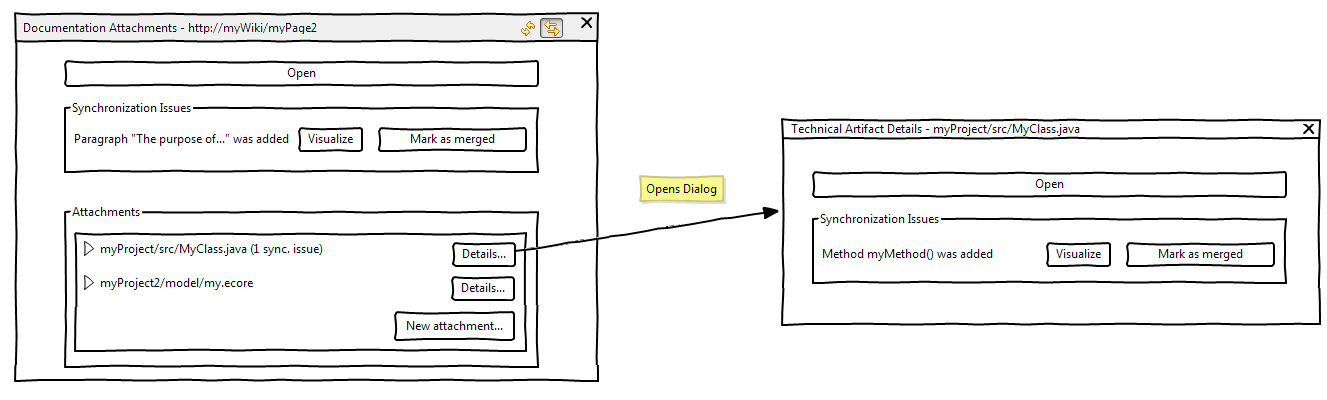 Documentation Attachments - http://myWiki/myPage2
Open
Synchronization Issues
Paragraph "The purpose of..." was added Visualize Mark as merged
Attachments
myProject/src/MyClass.java (1 sync. issue) Details...
myProject2/model/my.ecore Details...
New attachment...
Opens Dialog
Technical Artifact Details - myProject/src/MyClass.java
Open
Synchronization Issues
Method myMethod() was added Visualize Mark as merged